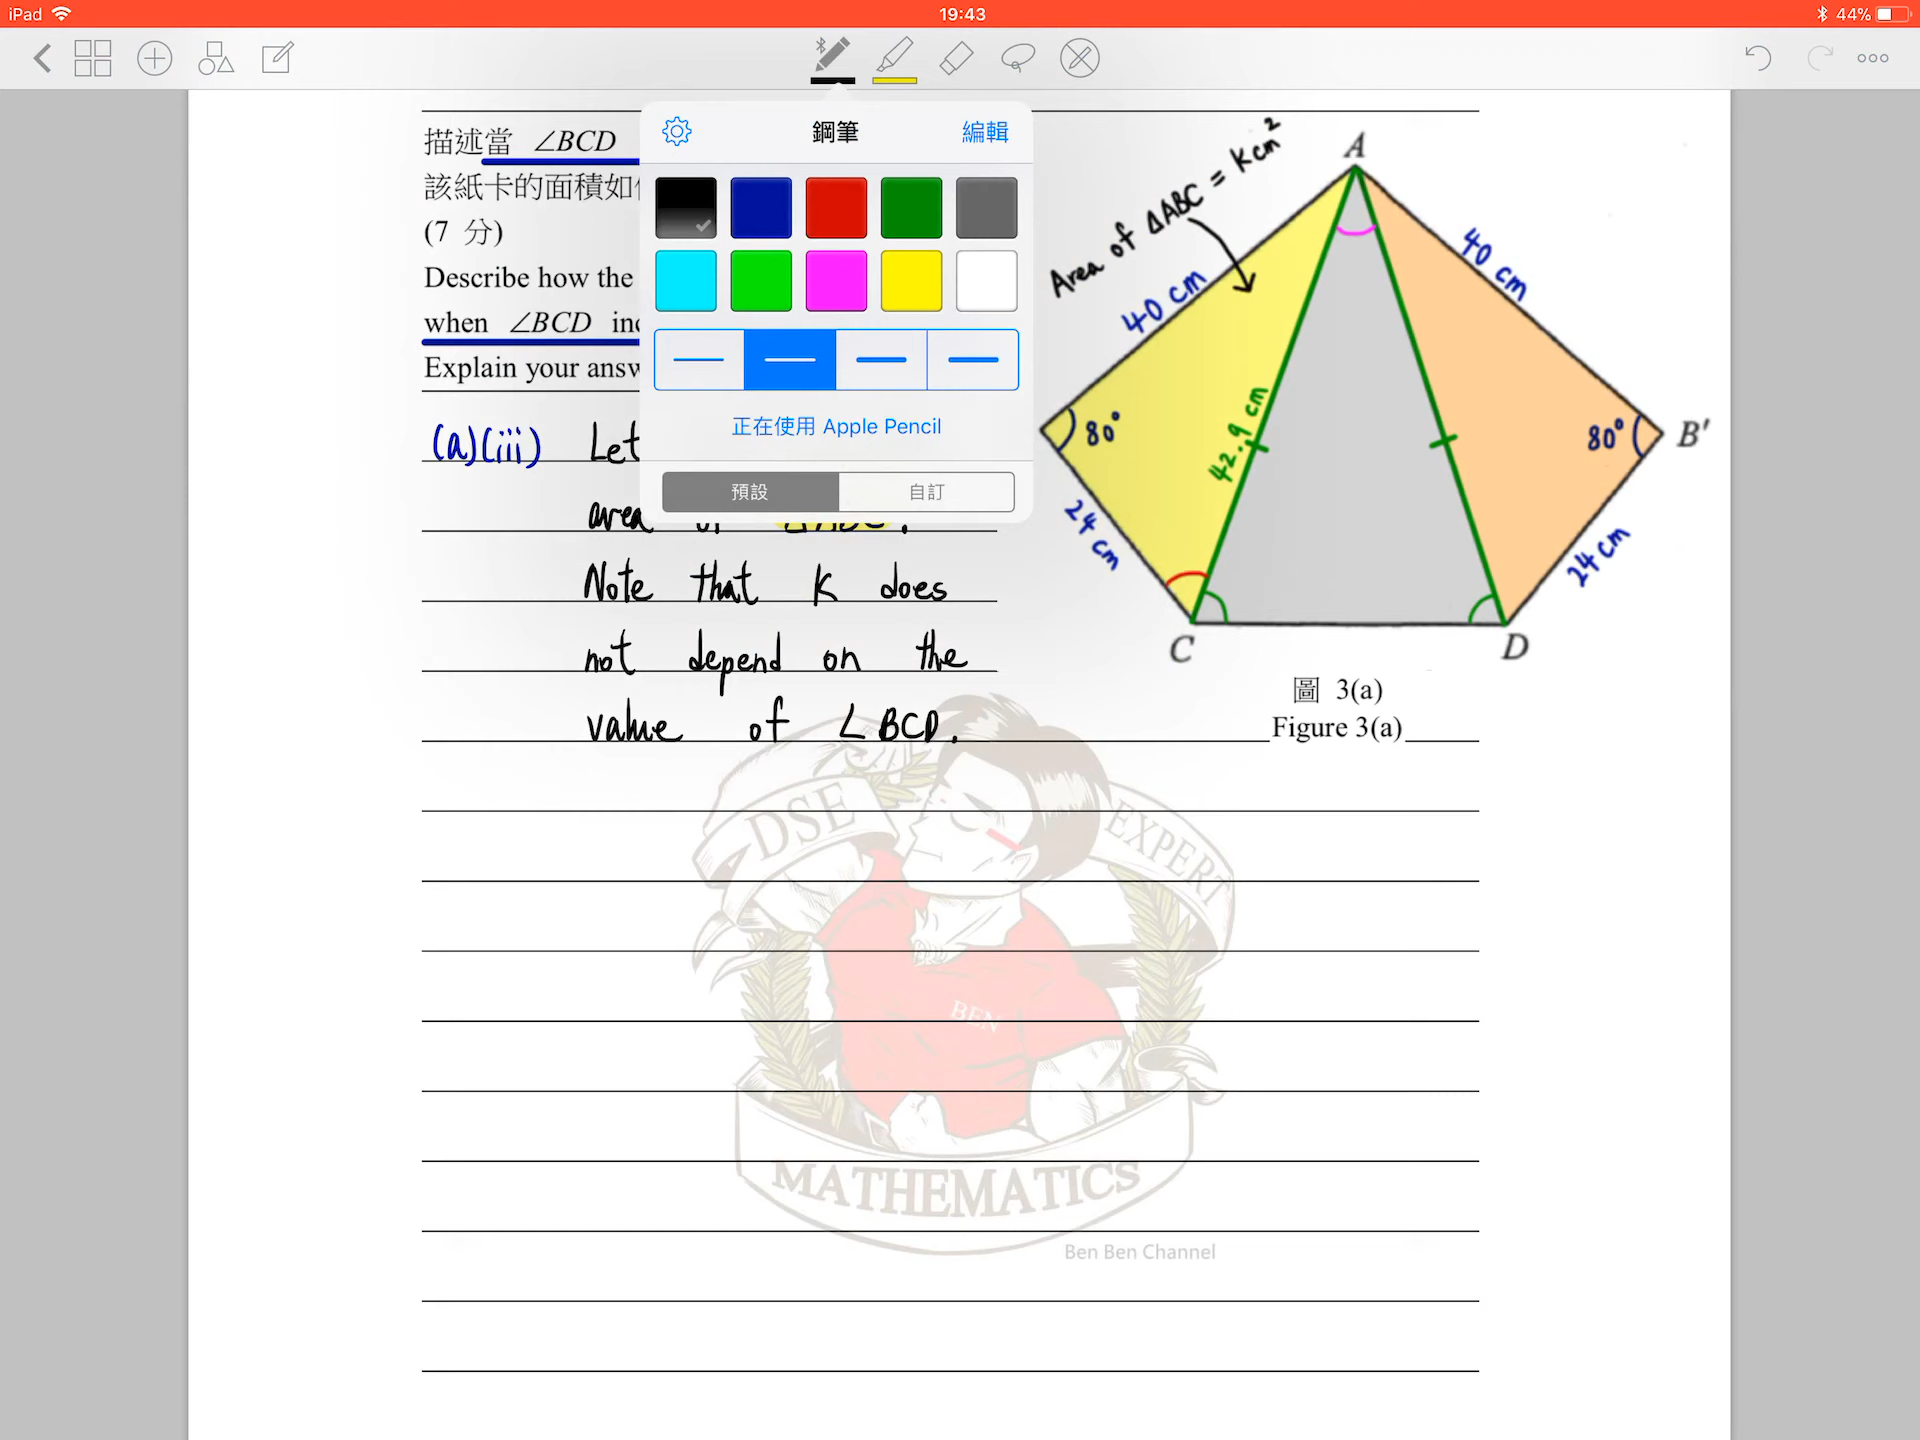 iPad
19:43
44%
描述當 ∠BCD
該紙卡的面積如
(7 分)
Describe how the
when ∠BCD inc
Explain your answ
鋼筆
編輯
正在使用 Apple Pencil
預設
自訂
(a)(iii) Let
area of ΔABC.
Note that K does
not depend on the
value of ∠BCD.
Area of ΔABC = K cm²
A
40 cm
40 cm
80°
42.9 cm
80°
B'
24 cm
24 cm
C
D
圖 3(a)
Figure 3(a)
DSE
EXPERT
BEN
MATHEMATICS
Ben Ben Channel